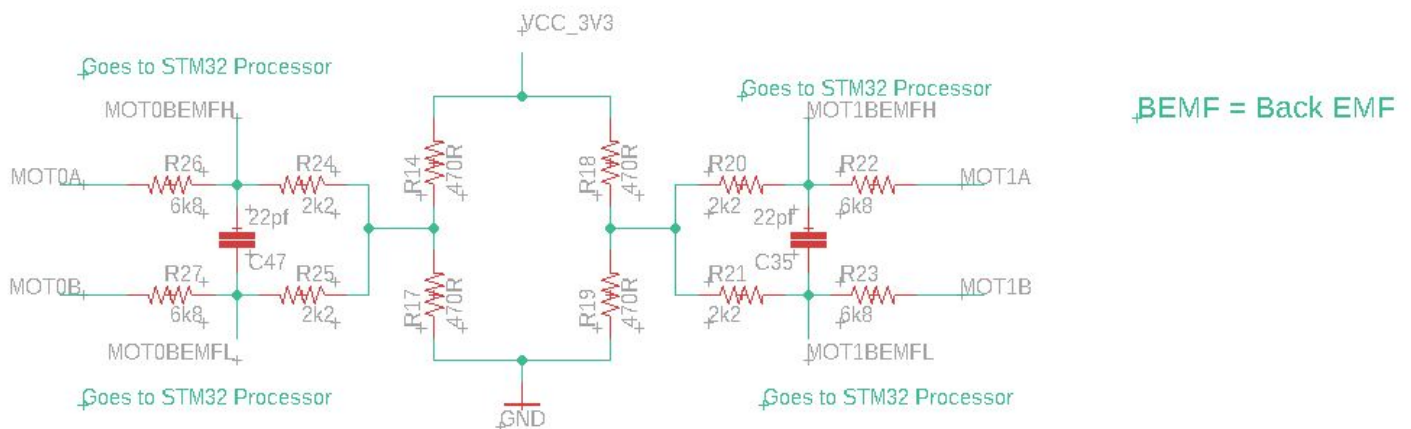 VCC_3V3
Goes to STM32 Processor
Goes to STM32 Processor
MOT0BEMFH
MOT1BEMFH
BEMF = Back EMF
R26
R24
R14
470R
R18
470R
R20
R22
MOT0A
MOT1A
6k8
2k2
2k2
6k8
22pf
22pf
C47
C35
R27
R25
R17
470R
R19
470R
R21
R23
MOT0B
MOT1B
6k8
2k2
2k2
6k8
MOT0BEMFL
MOT1BEMFL
Goes to STM32 Processor
Goes to STM32 Processor
GND